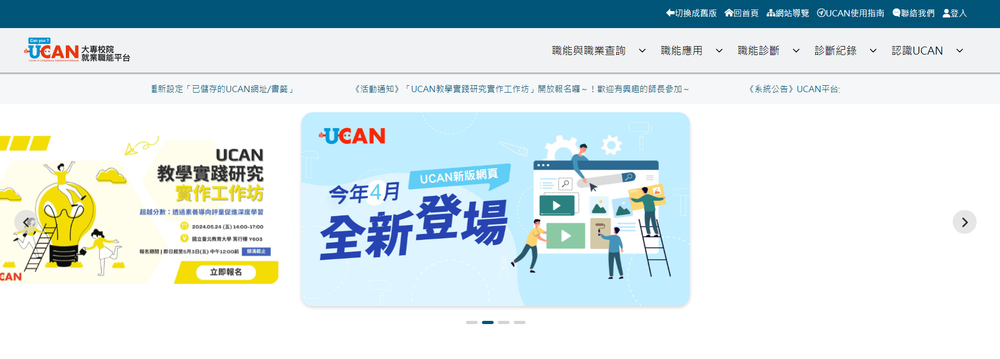 切換成舊版 回首頁 網站導覽 UCAN使用指南 聯絡我們 登入
Can you ?
UCAN
Career & Competency Assessment Network
大專校院
就業職能平台
職能與職業查詢 職能應用 職能診斷 診斷紀錄 認識UCAN
重新設定「已儲存的UCAN網址/書籤」 《活動通知》「UCAN教學實踐研究實作工作坊」開放報名囉～！歡迎有興趣的師長參加～ 《系統公告》UCAN平台
UCAN
教學實踐研究
實作工作坊
超越分數：透過素養導向評量促進深度學習
2024.05.24 (五) 14:00-17:00
國立臺北教育大學 篤行樓 Y603
報名期間 | 即日起至5月3日(五) 中午12:00前 額滿截止
立即報名
CAN
UCAN
UCAN新版網頁
今年4月
全新登場